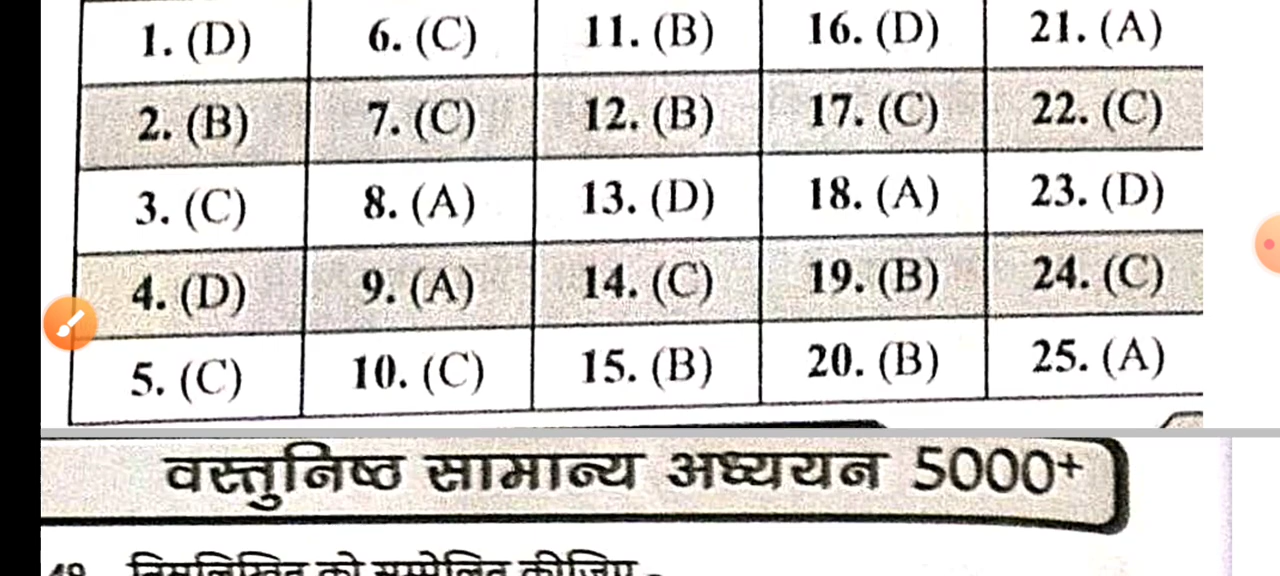 1. (D) 6. (C) 11. (B) 16. (D) 21. (A)
2. (B) 7. (C) 12. (B) 17. (C) 22. (C)
3. (C) 8. (A) 13. (D) 18. (A) 23. (D)
4. (D) 9. (A) 14. (C) 19. (B) 24. (C)
5. (C) 10. (C) 15. (B) 20. (B) 25. (A)
वस्तुनिष्ठ सामान्य अध्ययन 5000+
निम्नलिखित को सुम्मेलित कीजिए -